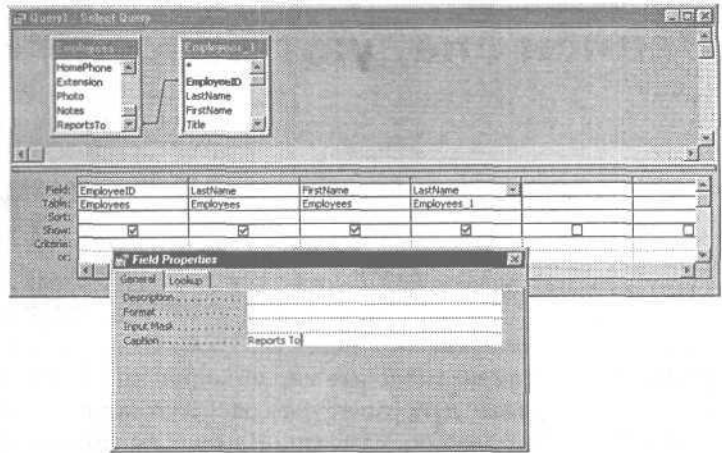 Query1 : Select Query
Employees
Employees_1
HomePhone
Extension
Photo
Notes
ReportsTo
*
EmployeeID
LastName
FirstName
Title
Field: EmployeeID LastName FirstName LastName
Table: Employees Employees Employees Employees_1
Sort:
Show:
Criteria:
or:
Field Properties
General Lookup
Description
Format
Input Mask
Caption Reports To